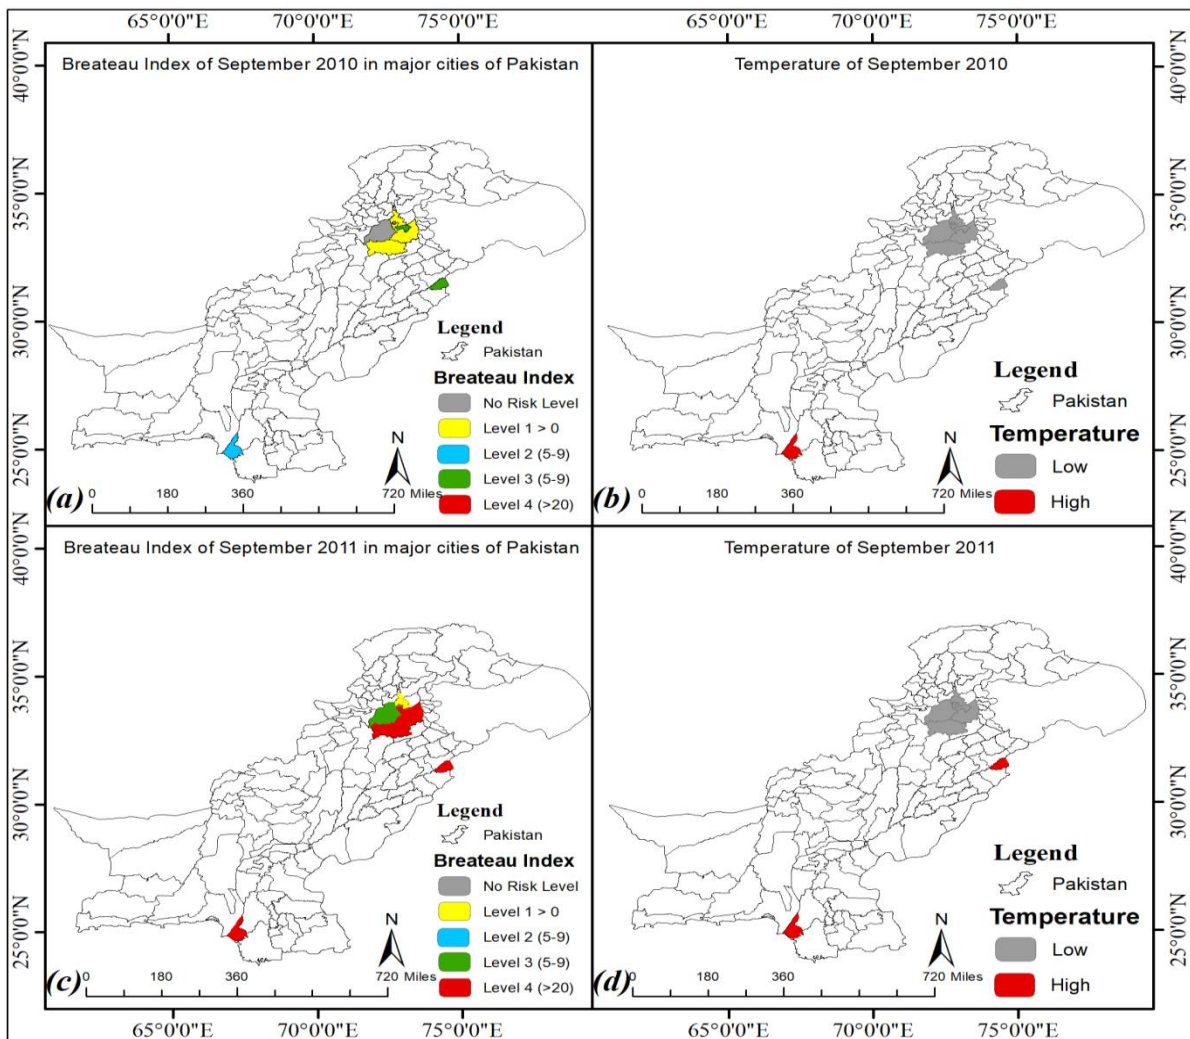 65°0'0"E 70°0'0"E 75°0'0"E 65°0'0"E 70°0'0"E 75°0'0"E
40°0'0"N
35°0'0"N
30°0'0"N
25°0'0"N
Breateau Index of September 2010 in major cities of Pakistan
Legend
Pakistan
Breateau Index
No Risk Level
Level 1 > 0
Level 2 (5-9)
Level 3 (5-9)
Level 4 (>20)
N
0 180 360 720 Miles
(a)
Temperature of September 2010
Legend
Pakistan
Temperature
Low
High
N
0 180 360 720 Miles
(b)
40°0'0"N
35°0'0"N
30°0'0"N
25°0'0"N
40°0'0"N
35°0'0"N
30°0'0"N
25°0'0"N
Breateau Index of September 2011 in major cities of Pakistan
Legend
Pakistan
Breateau Index
No Risk Level
Level 1 > 0
Level 2 (5-9)
Level 3 (5-9)
Level 4 (>20)
N
0 180 360 720 Miles
(c)
Temperature of September 2011
Legend
Pakistan
Temperature
Low
High
N
0 180 360 720 Miles
(d)
40°0'0"N
35°0'0"N
30°0'0"N
25°0'0"N
65°0'0"E 70°0'0"E 75°0'0"E 65°0'0"E 70°0'0"E 75°0'0"E